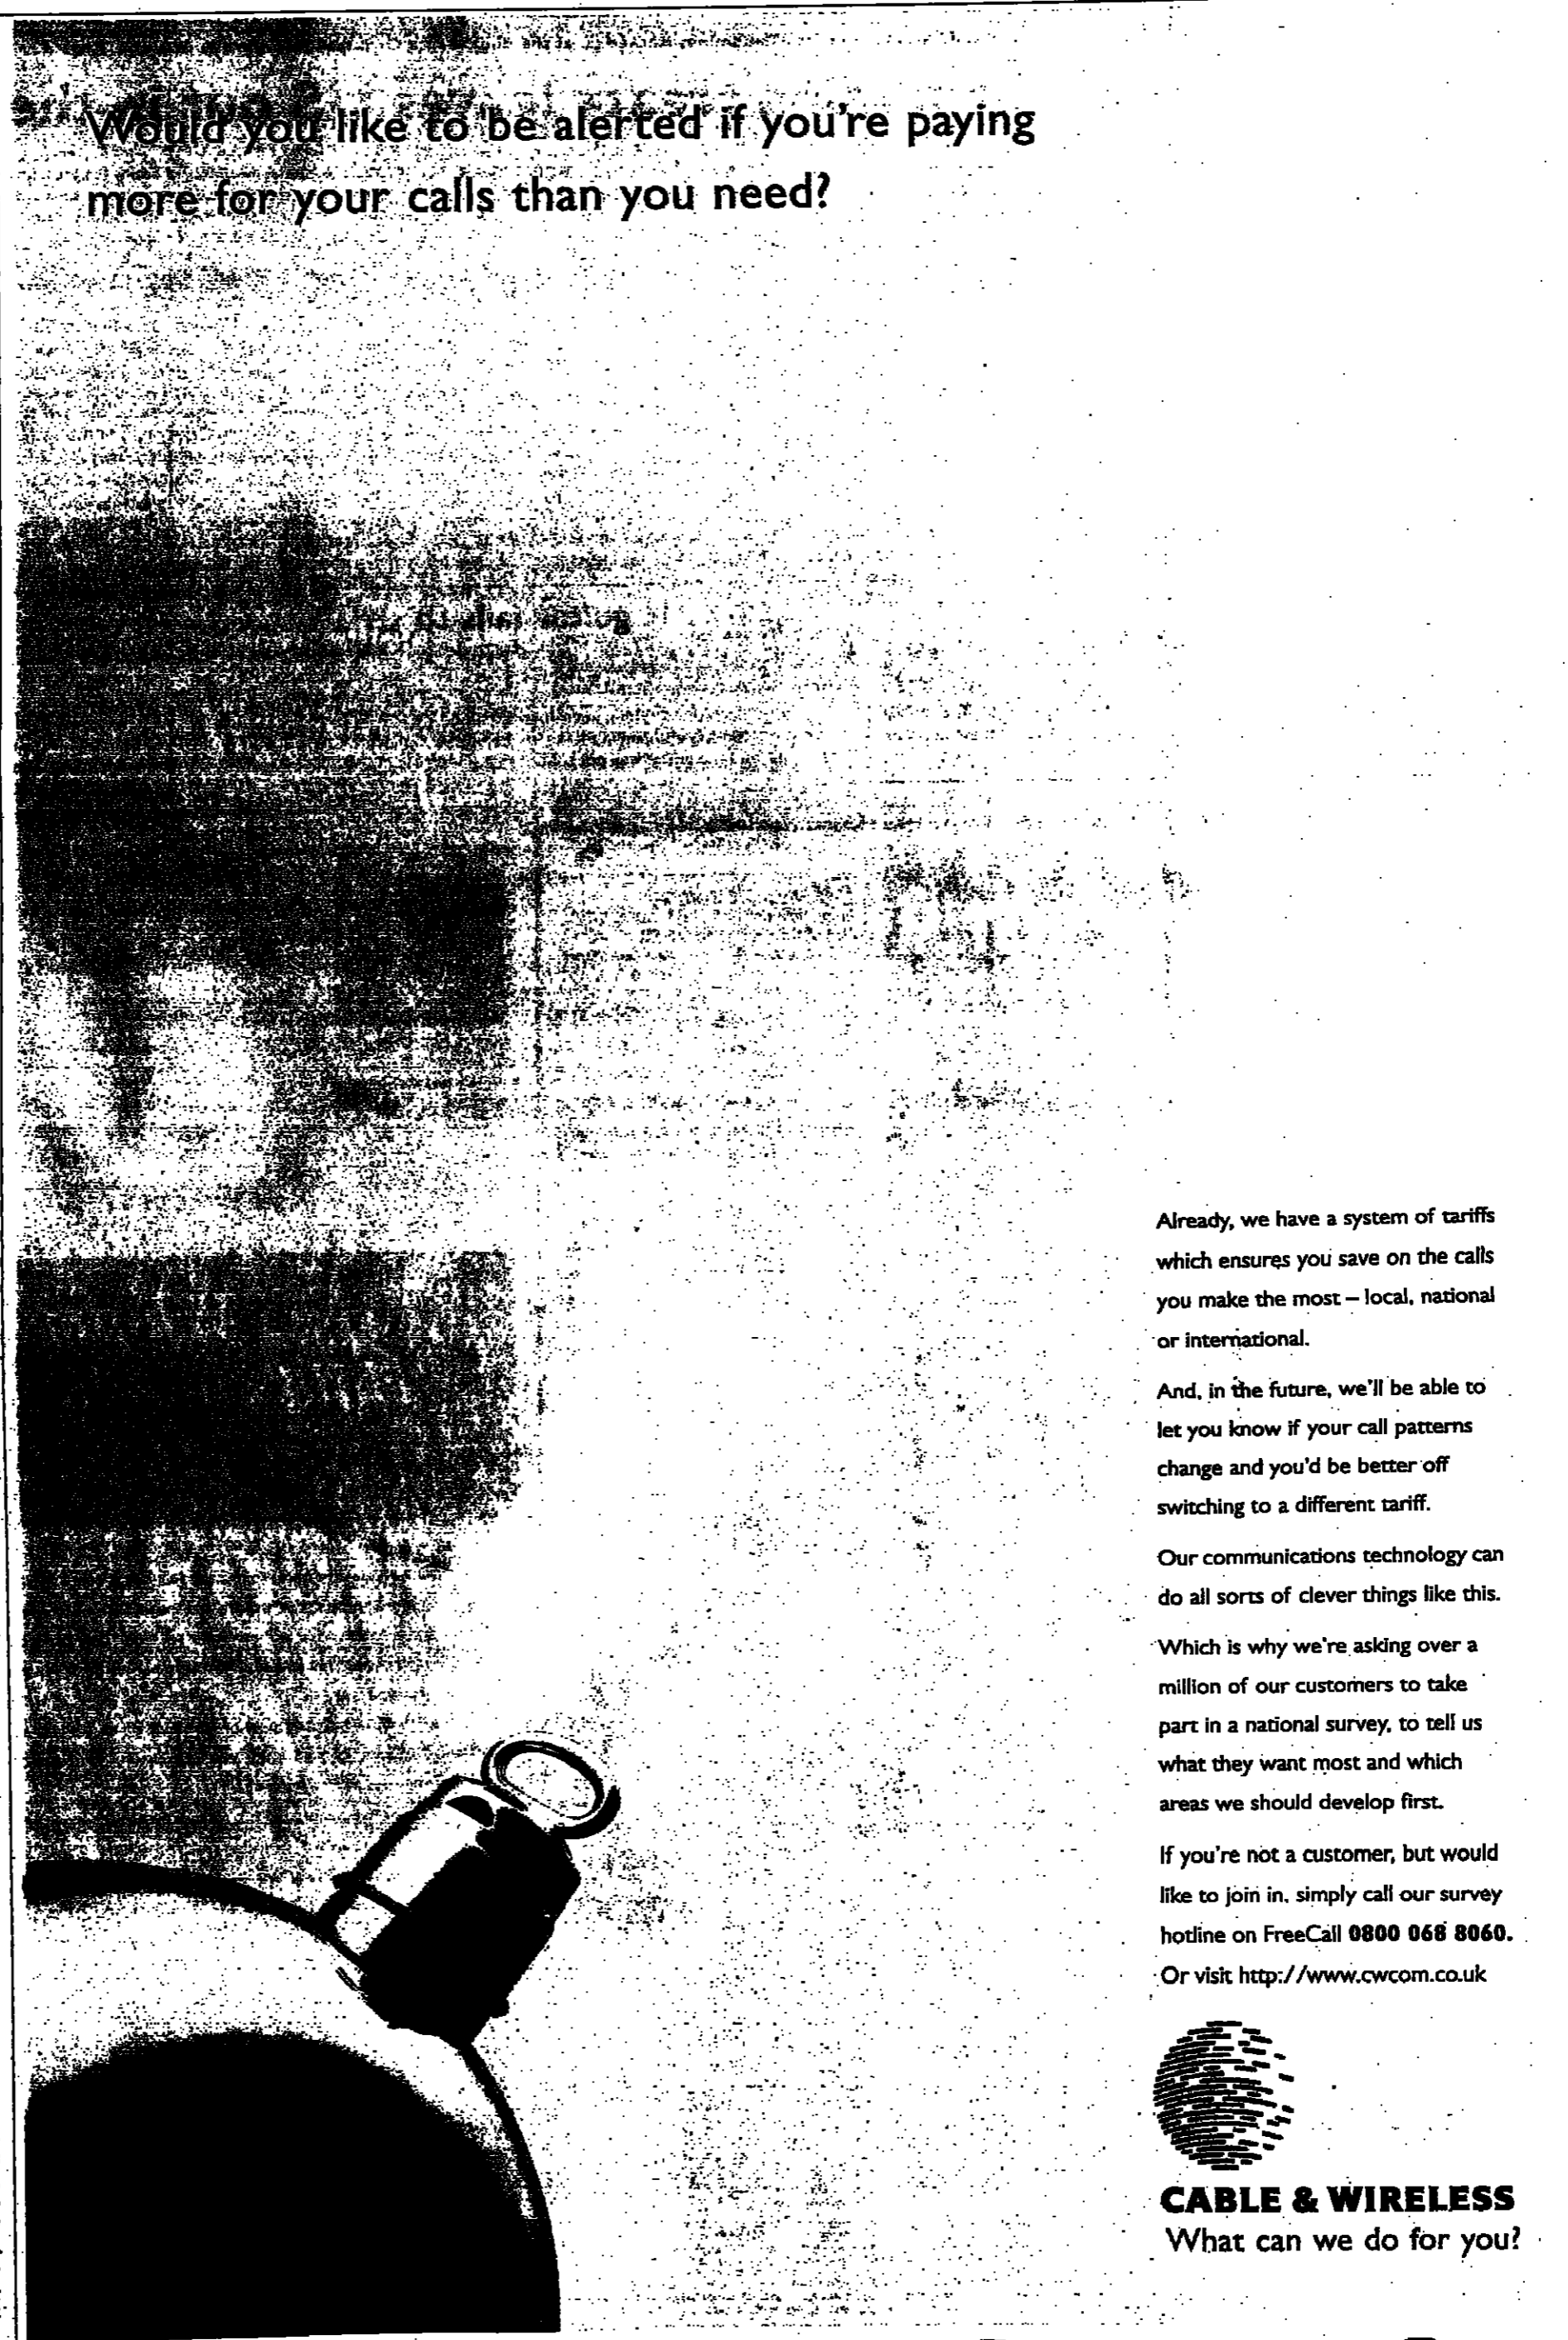 Would you like to be alerted if you're paying
more for your calls than you need?
Already, we have a system of tariffs
which ensures you save on the calls
you make the most – local, national
or international.
And, in the future, we'll be able to
let you know if your call patterns
change and you'd be better off
switching to a different tariff.
Our communications technology can
do all sorts of clever things like this.
Which is why we're asking over a
million of our customers to take
part in a national survey, to tell us
what they want most and which
areas we should develop first.
If you're not a customer, but would
like to join in, simply call our survey
hotline on FreeCall 0800 068 8060.
Or visit http://www.cwcom.co.uk
CABLE & WIRELESS
What can we do for you?